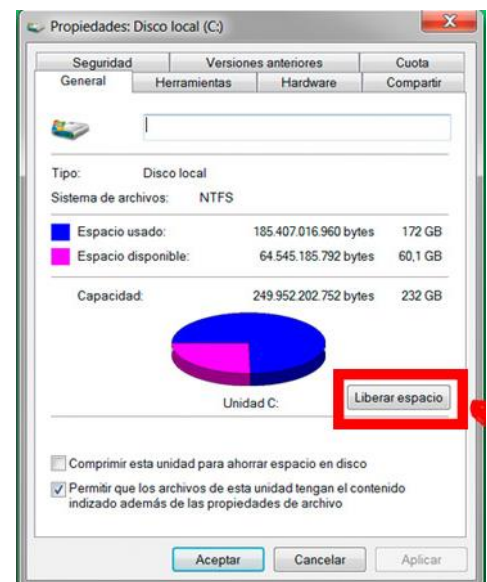 Propiedades: Disco local (C:)
Seguridad Versiones anteriores Cuota
General Herramientas Hardware Compartir
Tipo: Disco local
Sistema de archivos: NTFS
Espacio usado: 185.407.016.960 bytes 172 GB
Espacio disponible: 64.545.185.792 bytes 60,1 GB
Capacidad: 249.952.202.752 bytes 232 GB
Unidad C:
Liberar espacio
Comprimir esta unidad para ahorrar espacio en disco
Permitir que los archivos de esta unidad tengan el contenido
indizado además de las propiedades de archivo
Aceptar Cancelar Aplicar